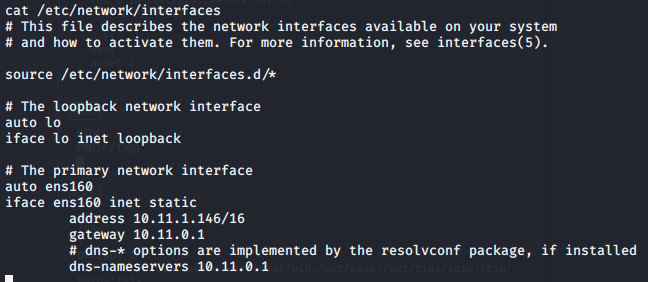 cat /etc/network/interfaces
# This file describes the network interfaces available on your system
# and how to activate them. For more information, see interfaces(5).
source /etc/network/interfaces.d/*
# The loopback network interface
auto lo
iface lo inet loopback
# The primary network interface
auto ens160
iface ens160 inet static
address 10.11.1.146/16
gateway 10.11.0.1
# dns-* options are implemented by the resolvconf package, if installed
dns-nameservers 10.11.0.1